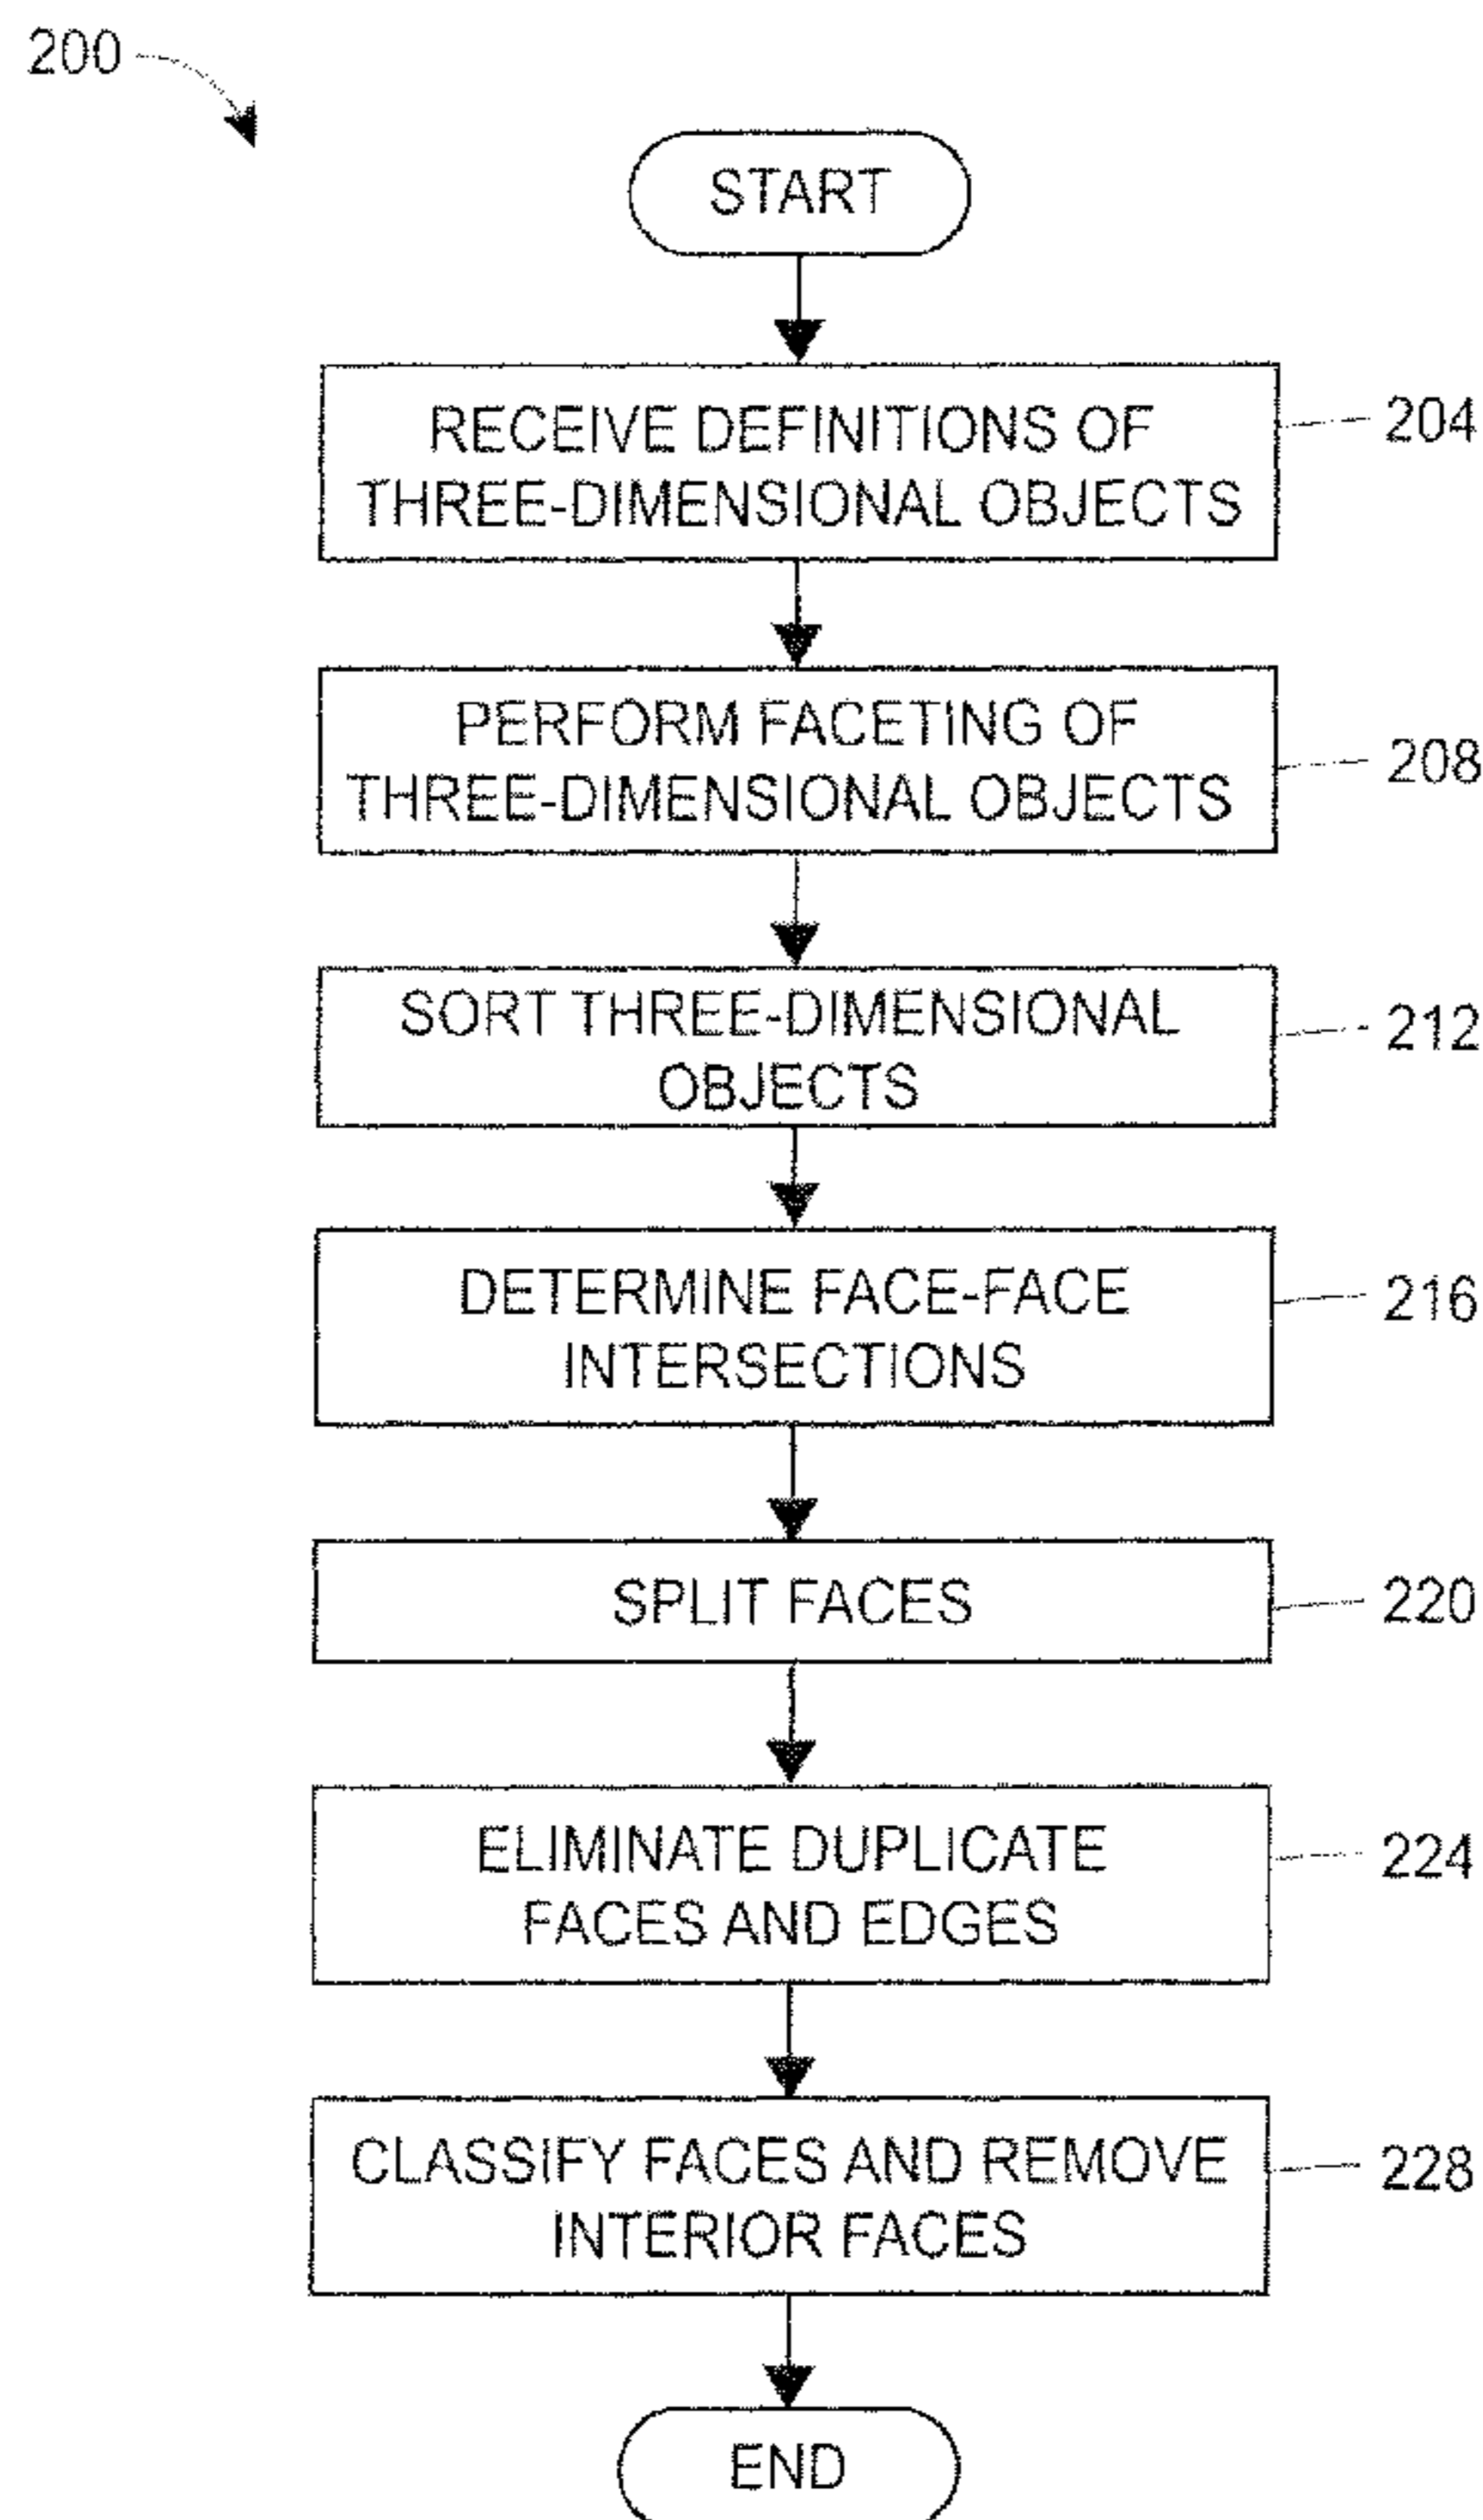 200
START
RECEIVE DEFINITIONS OF
THREE-DIMENSIONAL OBJECTS
204
PERFORM FACETING OF
THREE-DIMENSIONAL OBJECTS
208
SORT THREE-DIMENSIONAL
OBJECTS
212
DETERMINE FACE-FACE
INTERSECTIONS
216
SPLIT FACES
220
ELIMINATE DUPLICATE
FACES AND EDGES
224
CLASSIFY FACES AND REMOVE
INTERIOR FACES
228
END